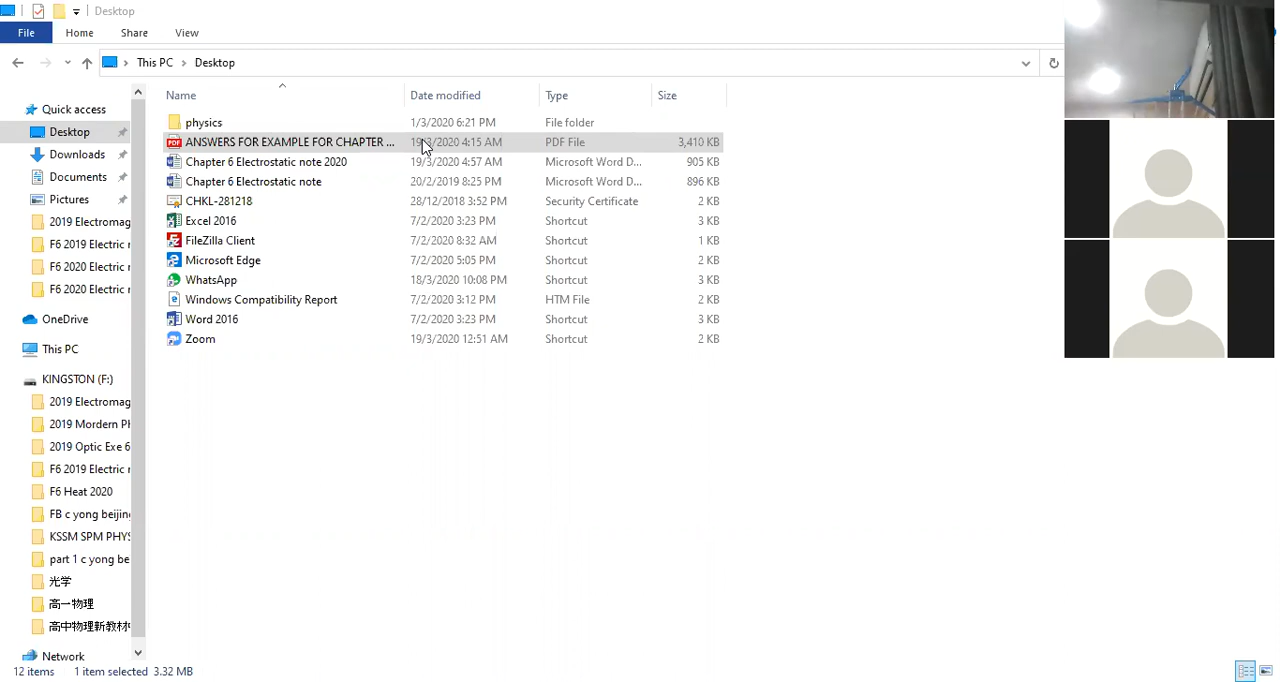 Desktop
File Home Share View
This PC Desktop
Name Date modified Type Size
Quick access
Desktop
Downloads
Documents
Pictures
2019 Electromag
F6 2019 Electric r
F6 2020 Electric r
F6 2020 Electric r
OneDrive
This PC
KINGSTON (F:)
2019 Electromag
2019 Mordern Ph
2019 Optic Exe 6
F6 2019 Electric r
F6 Heat 2020
FB c yong beijing
KSSM SPM PHYS
part 1 c yong be
光学
高一物理
高中物理新教材
Network
physics 1/3/2020 6:21 PM File folder
ANSWERS FOR EXAMPLE FOR CHAPTER ... 19/3/2020 4:15 AM PDF File 3,410 KB
Chapter 6 Electrostatic note 2020 19/3/2020 4:57 AM Microsoft Word D... 905 KB
Chapter 6 Electrostatic note 20/2/2019 8:25 PM Microsoft Word D... 896 KB
CHKL-281218 28/12/2018 3:52 PM Security Certificate 2 KB
Excel 2016 7/2/2020 3:23 PM Shortcut 3 KB
FileZilla Client 7/2/2020 8:32 AM Shortcut 1 KB
Microsoft Edge 7/2/2020 5:05 PM Shortcut 2 KB
WhatsApp 18/3/2020 10:08 PM Shortcut 3 KB
Windows Compatibility Report 7/2/2020 3:12 PM HTM File 2 KB
Word 2016 7/2/2020 3:23 PM Shortcut 3 KB
Zoom 19/3/2020 12:51 AM Shortcut 2 KB
12 items 1 item selected 3.32 MB